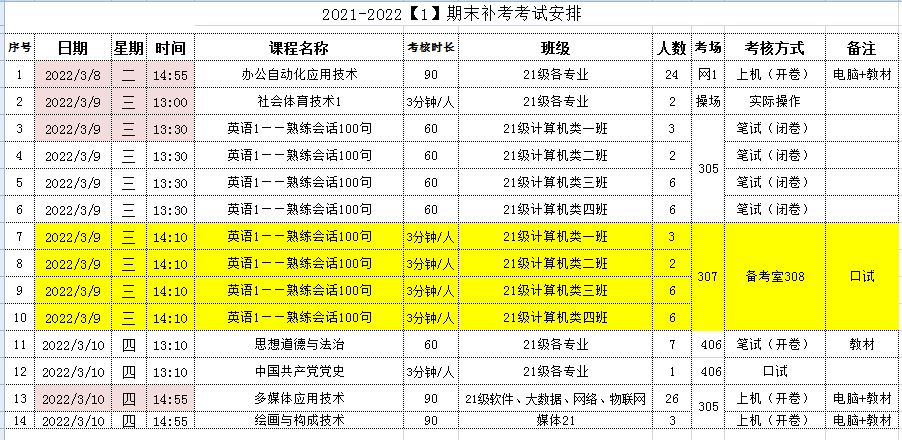 2021-2022【1】期末补考考试安排
序号 日期 星期 时间 课程名称 考核时长 班级 人数 考场 考核方式 备注
1 2022/3/8 二 14:55 办公自动化应用技术 90 21级各专业 24 网1 上机（开卷） 电脑+教材
2 2022/3/9 三 13:00 社会体育技术1 3分钟/人 21级各专业 2 操场 实际操作
3 2022/3/9 三 13:30 英语1——熟练会话100句 60 21级计算机类一班 3 305 笔试（闭卷）
4 2022/3/9 三 13:30 英语1——熟练会话100句 60 21级计算机类二班 2 笔试（闭卷）
5 2022/3/9 三 13:30 英语1——熟练会话100句 60 21级计算机类三班 6 笔试（闭卷）
6 2022/3/9 三 13:30 英语1——熟练会话100句 60 21级计算机类四班 6 笔试（闭卷）
7 2022/3/9 三 14:10 英语1——熟练会话100句 3分钟/人 21级计算机类一班 3 307 备考室308 口试
8 2022/3/9 三 14:10 英语1——熟练会话100句 3分钟/人 21级计算机类二班 2
9 2022/3/9 三 14:10 英语1——熟练会话100句 3分钟/人 21级计算机类三班 6
10 2022/3/9 三 14:10 英语1——熟练会话100句 3分钟/人 21级计算机类四班 6
11 2022/3/10 四 13:10 思想道德与法治 60 21级各专业 7 406 笔试（开卷） 教材
12 2022/3/10 四 13:10 中国共产党党史 3分钟/人 21级各专业 1 406 口试
13 2022/3/10 四 14:55 多媒体应用技术 90 21级软件、大数据、网络、物联网 26 305 上机（开卷） 电脑+教材
14 2022/3/10 四 14:55 绘画与构成技术 90 媒体21 3 上机（开卷） 电脑+教材